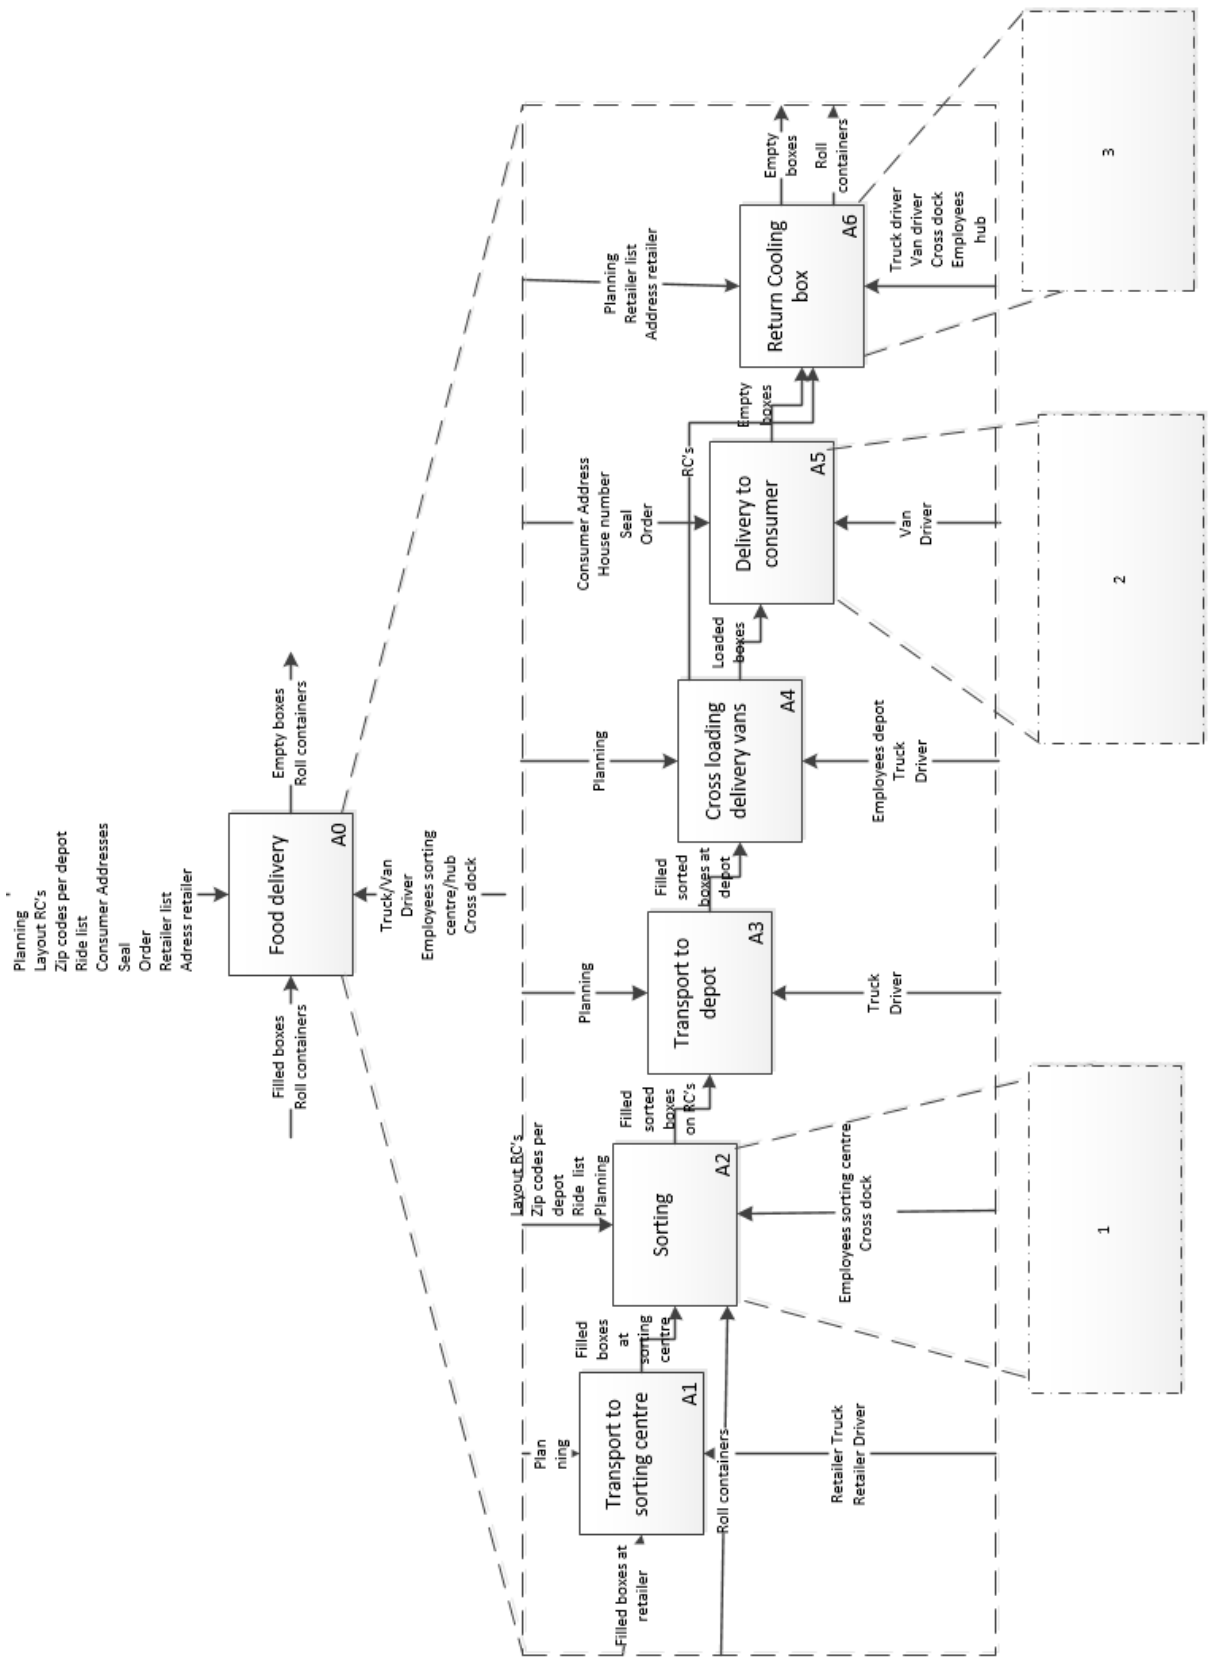 Planning
Layout RC's
Zip codes per depot
Ride list
Consumer Addresses
Seal
Order
Retailer list
Adress retailer
Filled boxes
Roll containers
Food delivery
A0
Empty boxes
Roll containers
Truck/Van
Driver
Employees sorting
centre/hub
Cross dock
Filled boxes at
retailer
Roll containers
Plan
ning
Transport to
sorting centre
A1
Retailer Truck
Retailer Driver
Filled
boxes
at
sorting
centre
Layout RC's
Zip codes per
depot
Ride list
Planning
Sorting
A2
Employees sorting centre
Cross dock
Filled
sorted
boxes
on RC's
Planning
Transport to
depot
A3
Truck
Driver
Filled
sorted
boxes at
depot
Planning
Cross loading
delivery vans
A4
Employees depot
Truck
Driver
Loaded
boxes
RC's
Consumer Address
House number
Seal
Order
Delivery to
consumer
A5
Van
Driver
Empty
boxes
Planning
Retailer list
Address retailer
Return Cooling
box
A6
Truck driver
Van driver
Cross dock
Employees
hub
Empty
boxes
Roll
containers
1
2
3